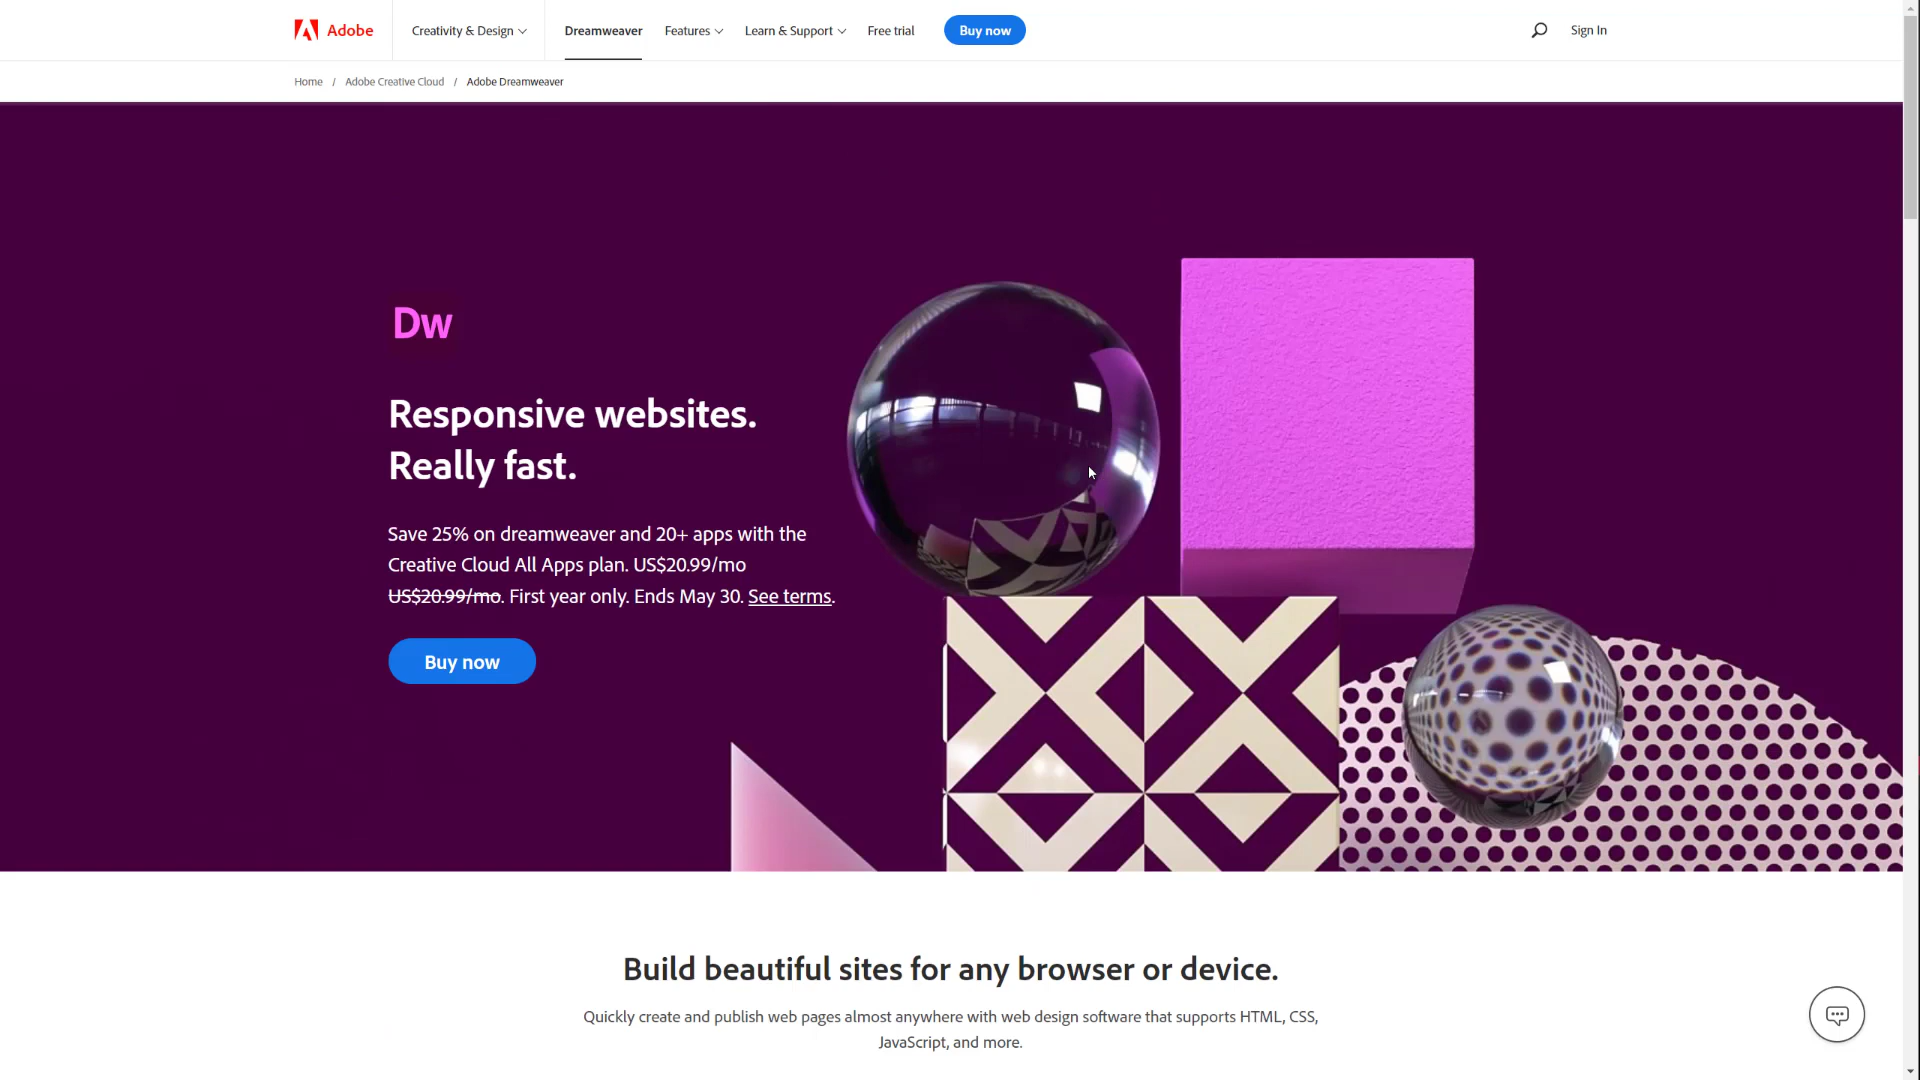 Adobe
Creativity & Design
Dreamweaver
Features
Learn & Support
Free trial
Buy now
Sign In
Home / Adobe Creative Cloud / Adobe Dreamweaver
Dw
Responsive websites.
Really fast.
Save 25% on dreamweaver and 20+ apps with the
Creative Cloud All Apps plan. US$20.99/mo
US$20.99/mo. First year only. Ends May 30. See terms.
Buy now
Build beautiful sites for any browser or device.
Quickly create and publish web pages almost anywhere with web design software that supports HTML, CSS,
JavaScript, and more.